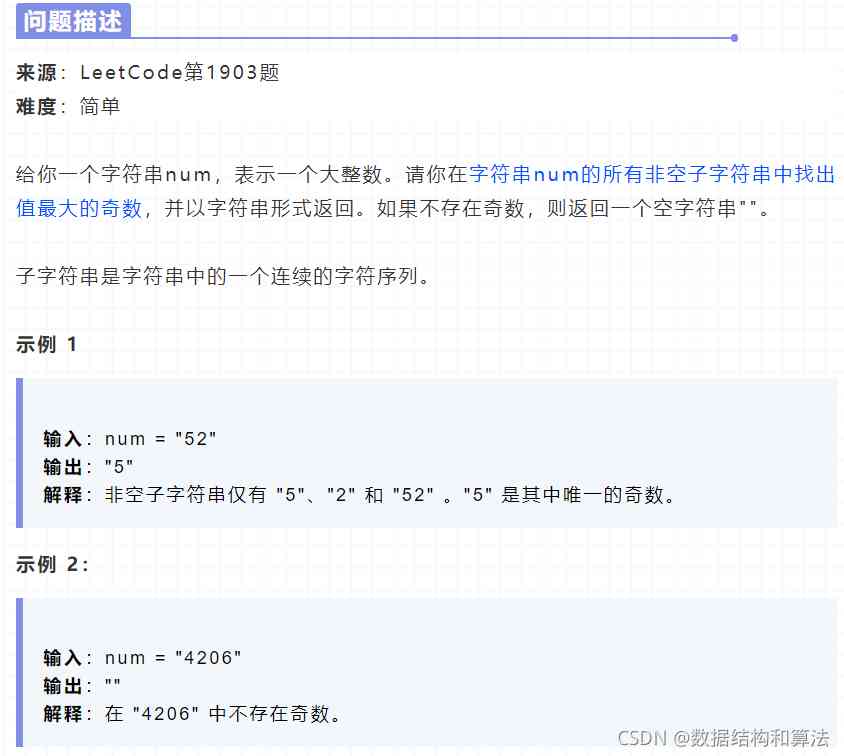 问题描述
来源：LeetCode第1903题
难度：简单
给你一个字符串num，表示一个大整数。请你在字符串num的所有非空子字符串中找出
值最大的奇数，并以字符串形式返回。如果不存在奇数，则返回一个空字符串""。
子字符串是字符串中的一个连续的字符序列。
示例 1
输入：num = "52"
输出："5"
解释：非空子字符串仅有 "5"、"2" 和 "52" 。"5" 是其中唯一的奇数。
示例 2：
输入：num = "4206"
输出：""
解释：在 "4206" 中不存在奇数。
CSDN @数据结构和算法